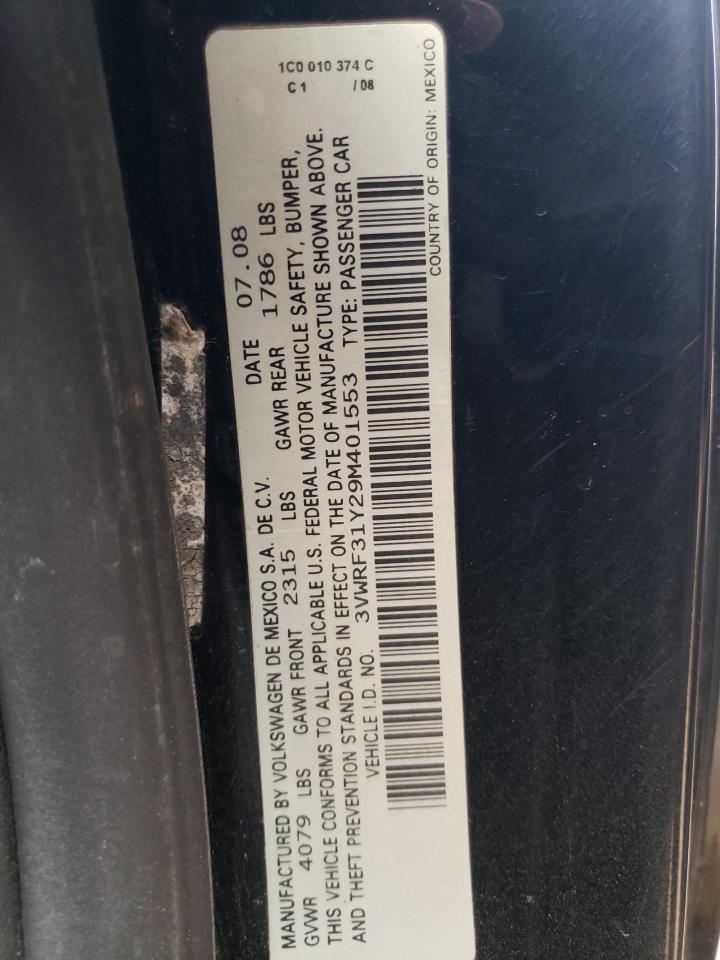 MANUFACTURED BY VOLKSWAGEN DE MEXICO S.A. DE C.V. DATE 07.08
GVWR 4079 LBS GAWR FRONT 2315 LBS GAWR REAR 1786 LBS
THIS VEHICLE CONFORMS TO ALL APPLICABLE U.S. FEDERAL MOTOR VEHICLE SAFETY, BUMPER,
AND THEFT PREVENTION STANDARDS IN EFFECT ON THE DATE OF MANUFACTURE SHOWN ABOVE.
VEHICLE I.D. NO. 3VWRF31Y29M401553 TYPE: PASSENGER CAR
COUNTRY OF ORIGIN: MEXICO
1C0 010 374 C
C 1 / 08